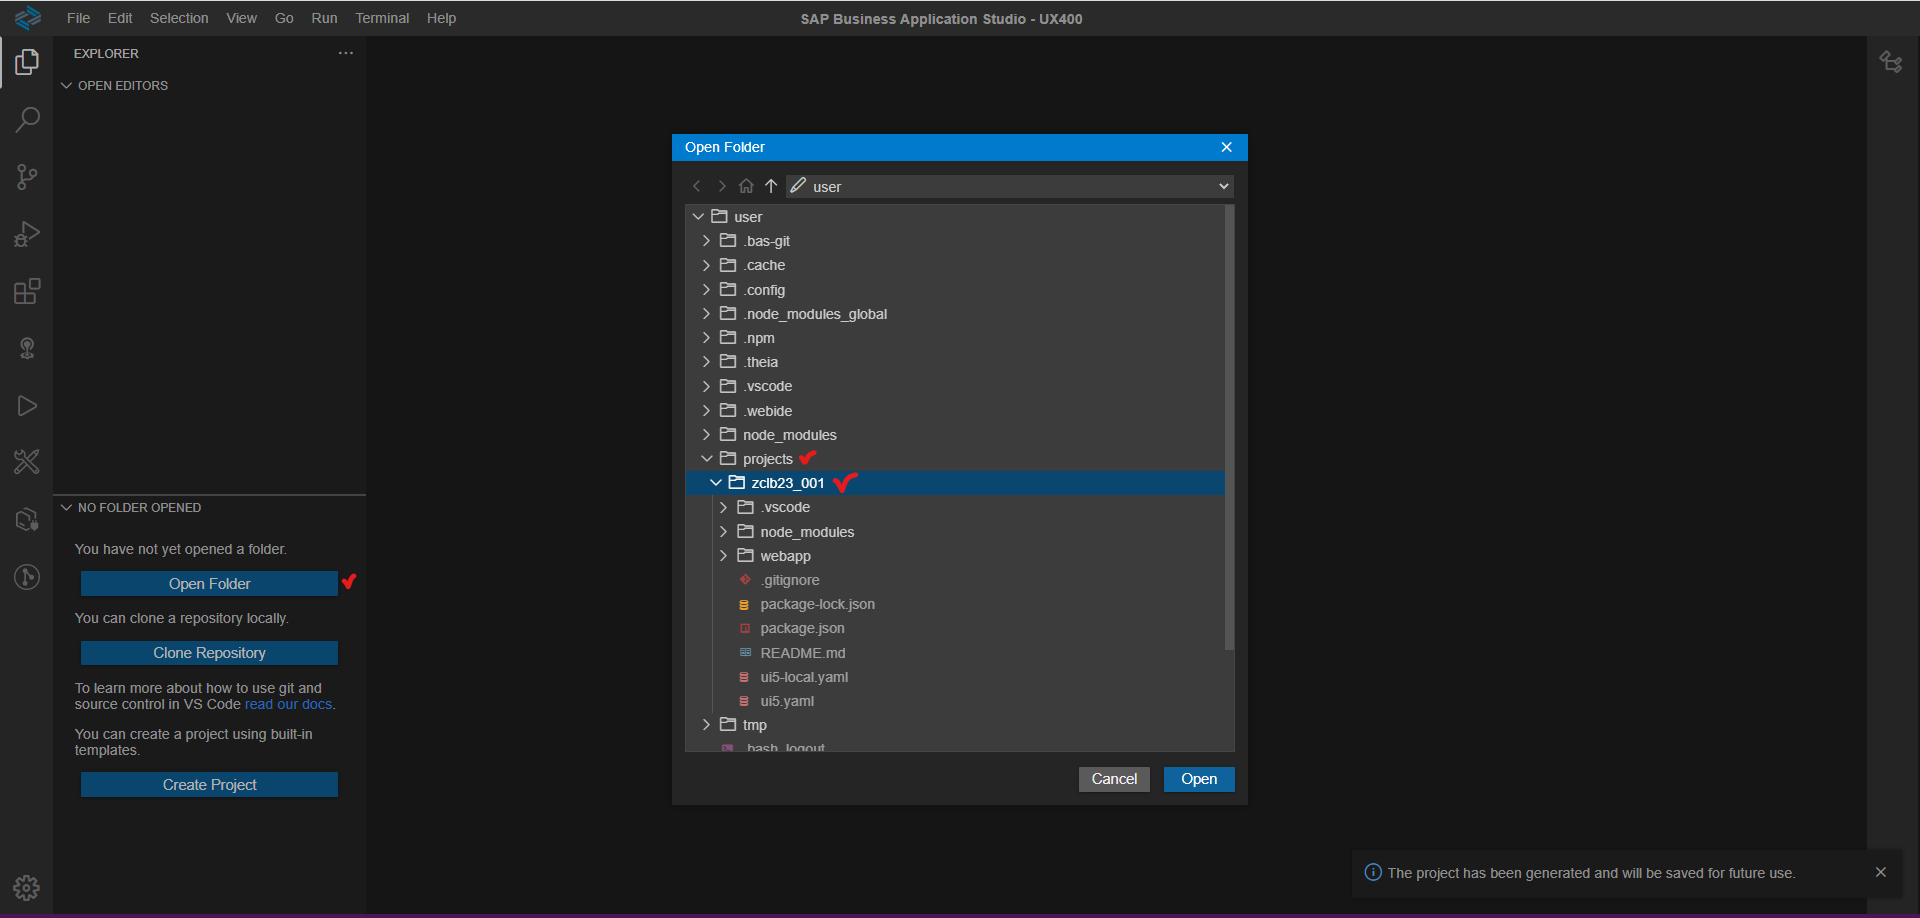 File Edit Selection View Go Run Terminal Help
SAP Business Application Studio - UX400
EXPLORER
OPEN EDITORS
NO FOLDER OPENED
You have not yet opened a folder.
Open Folder
You can clone a repository locally.
Clone Repository
To learn more about how to use git and
source control in VS Code read our docs.
You can create a project using built-in
templates.
Create Project
Open Folder
user
user
.bas-git
.cache
.config
.node_modules_global
.npm
.theia
.vscode
.webide
node_modules
projects
zclb23_001
.vscode
node_modules
webapp
.gitignore
package-lock.json
package.json
README.md
ui5-local.yaml
ui5.yaml
tmp
.bash_logout
Cancel Open
The project has been generated and will be saved for future use.